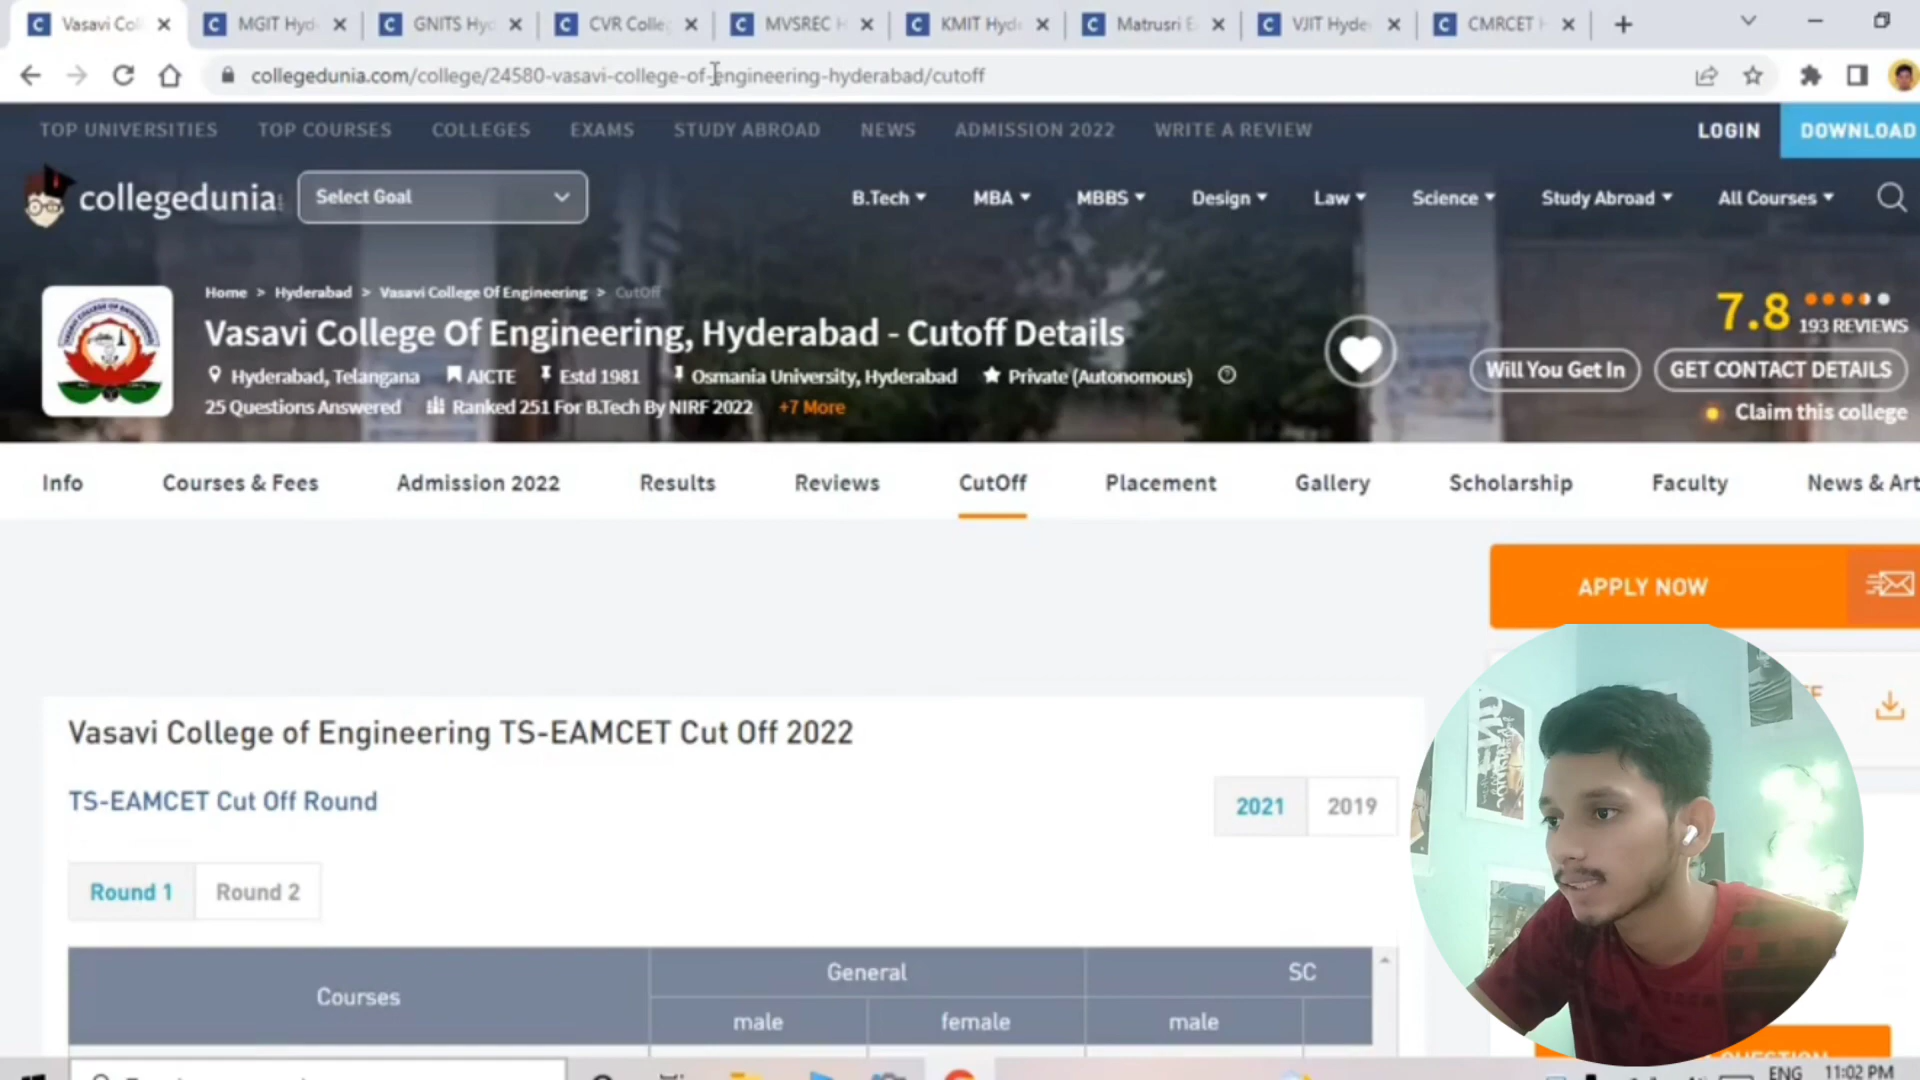 Vasavi Col
MGIT Hyd
GNITS Hy
CVR Colle
MVSREC H
KMIT Hyd
Matrusri E
VJIT Hyde
CMRCET H
collegedunia.com/college/24580-vasavi-college-of-engineering-hyderabad/cutoff
TOP UNIVERSITIES TOP COURSES COLLEGES EXAMS STUDY ABROAD NEWS ADMISSION 2022 WRITE A REVIEW LOGIN DOWNLOAD
collegedunia Select Goal B.Tech MBA MBBS Design Law Science Study Abroad All Courses
Home > Hyderabad > Vasavi College Of Engineering > CutOff
Vasavi College Of Engineering, Hyderabad - Cutoff Details
7.8 193 REVIEWS
Hyderabad, Telangana AICTE Estd 1981 Osmania University, Hyderabad Private (Autonomous)
Will You Get In GET CONTACT DETAILS
25 Questions Answered Ranked 251 For B.Tech By NIRF 2022 +7 More
Claim this college
Info Courses & Fees Admission 2022 Results Reviews CutOff Placement Gallery Scholarship Faculty News & Art
APPLY NOW
Vasavi College of Engineering TS-EAMCET Cut Off 2022
TS-EAMCET Cut Off Round
2021 2019
Round 1 Round 2
Courses General SC
male female male
QUESTION
ENG 11:02 PM